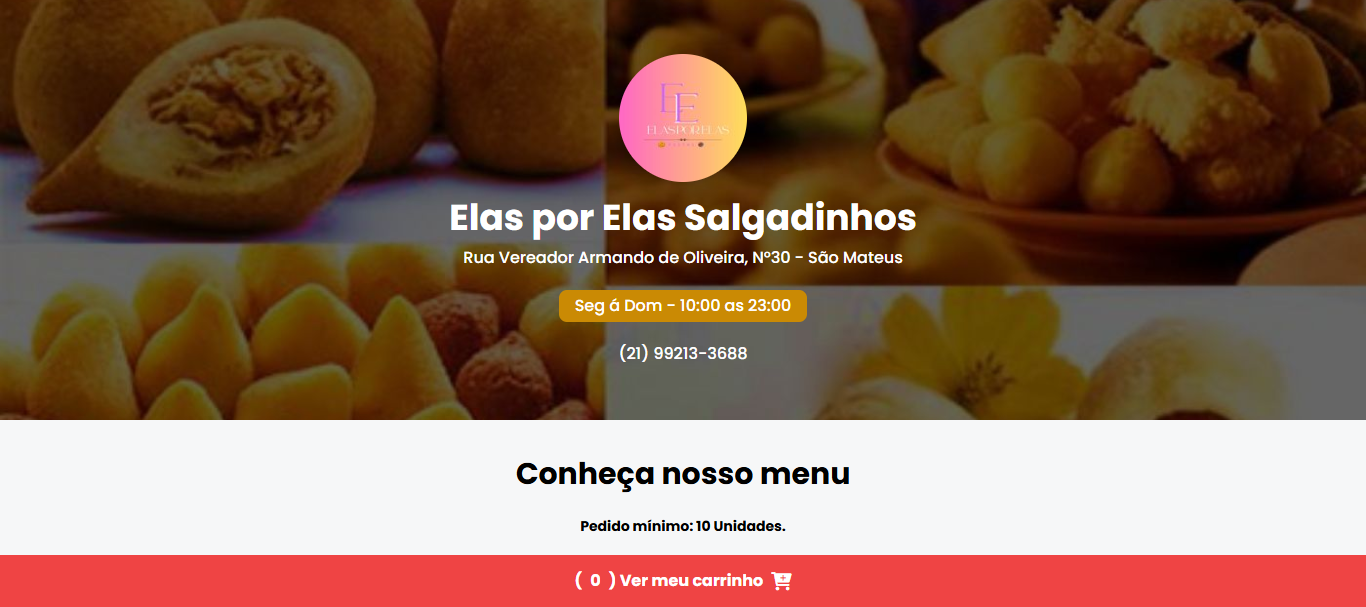 EE
ELASPORELAS
Elas por Elas Salgadinhos
Rua Vereador Armando de Oliveira, N°30 - São Mateus
Seg á Dom - 10:00 as 23:00
(21) 99213-3688
Conheça nosso menu
Pedido mínimo: 10 Unidades.
( 0 ) Ver meu carrinho